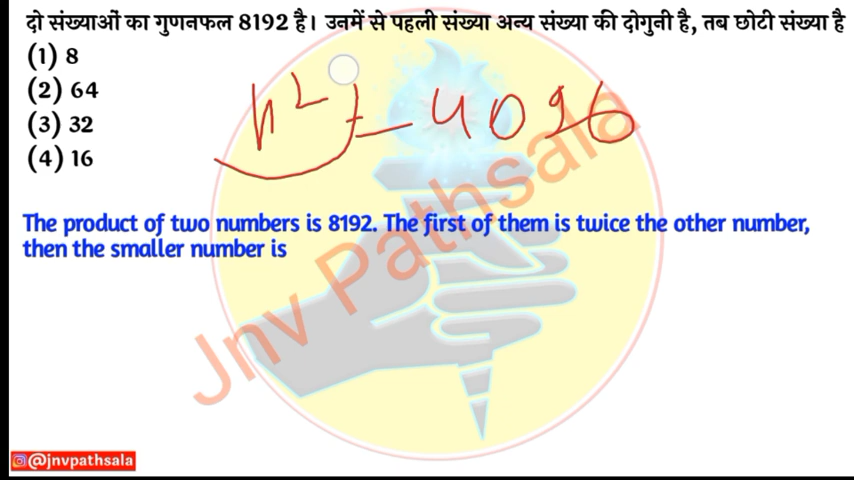 दो संख्याओं का गुणनफल 8192 है। उनमें से पहली संख्या अन्य संख्या की दोगुनी है, तब छोटी संख्या है
(1) 8
(2) 64
(3) 32
(4) 16
n² = 4096
The product of two numbers is 8192. The first of them is twice the other number,
then the smaller number is
Jnv Pathsala
@jnvpathsala